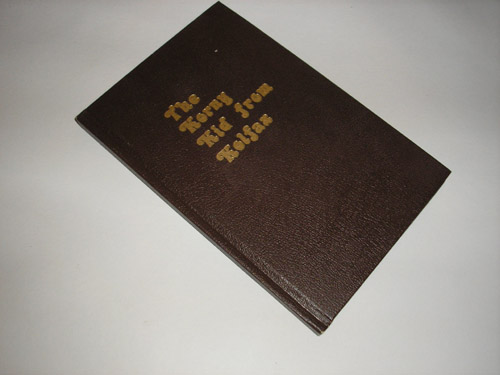 The
Korny
Kid from
Kolfax